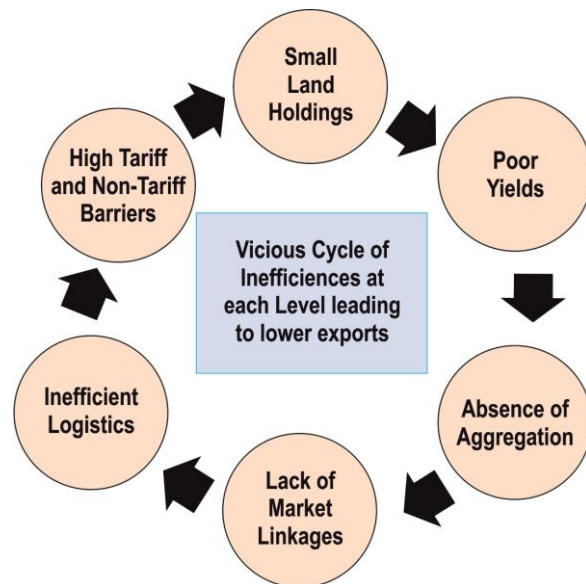 Small
Land
Holdings
Poor
Yields
Absence of
Aggregation
Lack of
Market
Linkages
Inefficient
Logistics
High Tariff
and Non-Tariff
Barriers
Vicious Cycle of
Inefficiences at
each Level leading
to lower exports